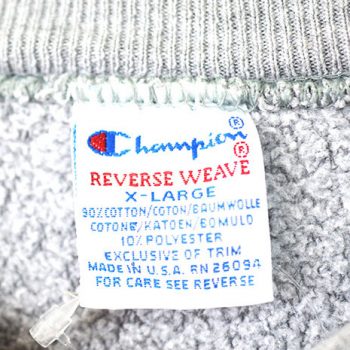 Champion®
REVERSE WEAVE®
X-LARGE
90% COTTON/COTON/BAUMWOLLE
COTONE/KATOEN/BOMULD
10% POLYESTER
EXCLUSIVE OF TRIM
MADE IN U.S.A. RN 26094
FOR CARE SEE REVERSE